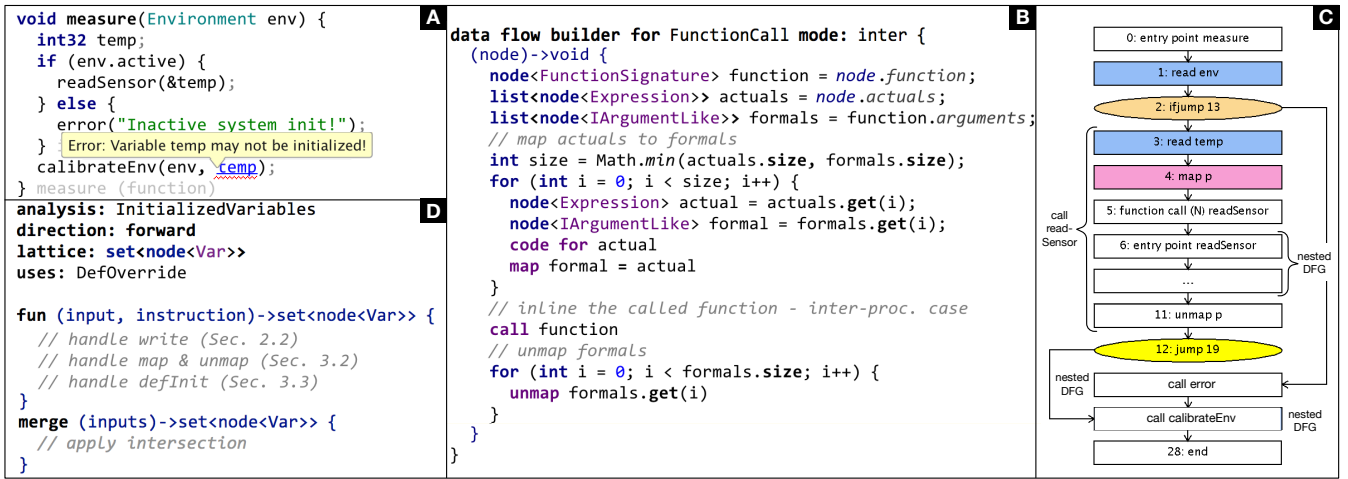 A
void measure(Environment env) {
int32 temp;
if (env.active) {
readSensor(&temp);
} else {
error("Inactive system init!");
}
Error: Variable temp may not be initialized!
calibrateEnv(env, temp);
} measure (function)
D
analysis: InitializedVariables
direction: forward
lattice: set<node<Var>>
uses: DefOverride
fun (input, instruction)->set<node<Var>> {
// handle write (Sec. 2.2)
// handle map & unmap (Sec. 3.2)
// handle defInit (Sec. 3.3)
}
merge (inputs)->set<node<Var>> {
// apply intersection
}
B
data flow builder for FunctionCall mode: inter {
(node)->void {
node<FunctionSignature> function = node.function;
list<node<Expression>> actuals = node.actuals;
list<node<IArgumentLike>> formals = function.arguments;
// map actuals to formals
int size = Math.min(actuals.size, formals.size);
for (int i = 0; i < size; i++) {
node<Expression> actual = actuals.get(i);
node<IArgumentLike> formal = formals.get(i);
code for actual
map formal = actual
}
// inline the called function - inter-proc. case
call function
// unmap formals
for (int i = 0; i < formals.size; i++) {
unmap formals.get(i)
}
}
}
C
0: entry point measure
1: read env
2: ifjump 13
3: read temp
4: map p
5: function call (N) readSensor
6: entry point readSensor
...
11: unmap p
12: jump 19
call error
call calibrateEnv
28: end
call
read-
Sensor
nested
DFG
nested
DFG
nested
DFG